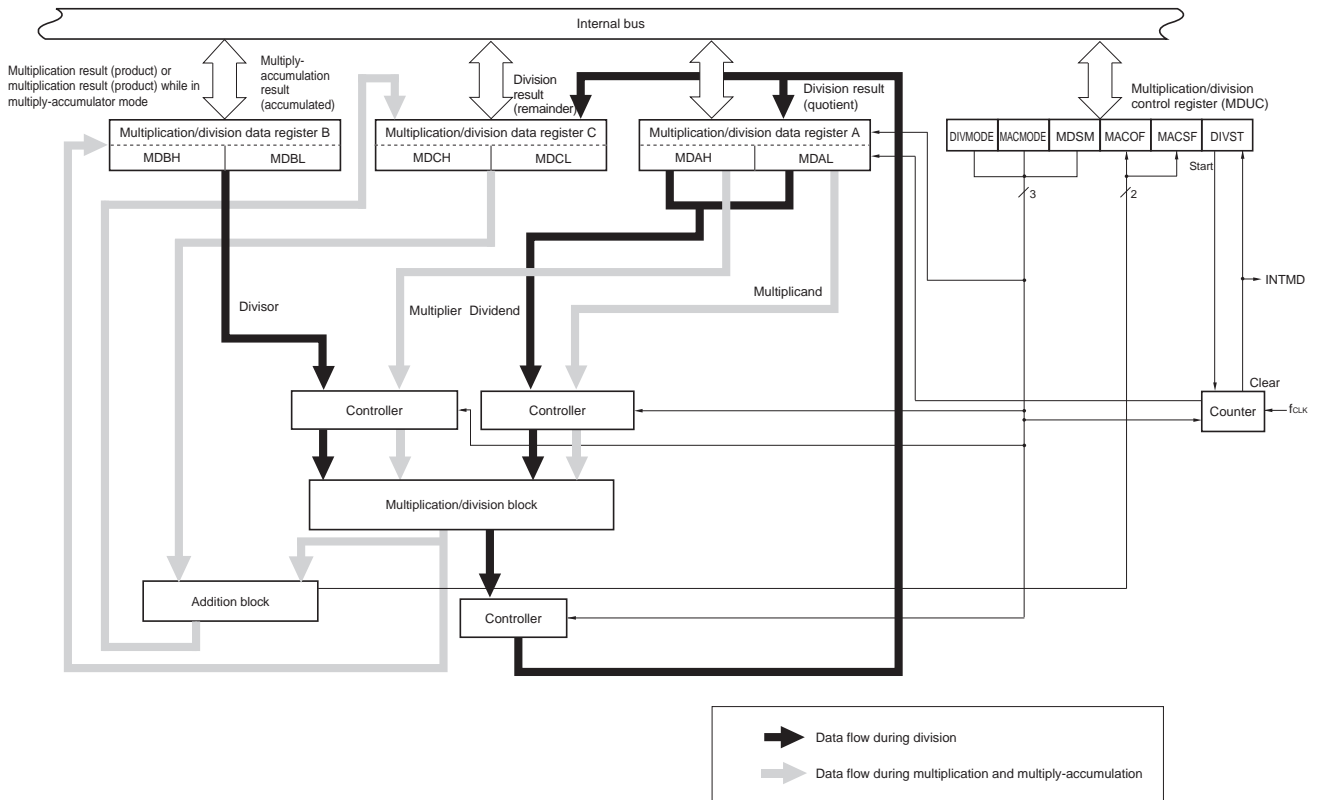 Internal bus
Multiplication result (product) or
multiplication result (product) while in
multiply-accumulator mode
Multiply-
accumulation
result
(accumulated)
Division
result
(remainder)
Division result
(quotient)
Multiplication/division
control register (MDUC)
Multiplication/division data register B
MDBH
MDBL
Multiplication/division data register C
MDCH
MDCL
Multiplication/division data register A
MDAH
MDAL
DIVMODE
MACMODE
MDSM
MACOF
MACSF
DIVST
Start
3
2
INTMD
Divisor
Multiplier
Dividend
Multiplicand
Clear
Controller
Controller
Counter
fCLK
Multiplication/division block
Addition block
Controller
Data flow during division
Data flow during multiplication and multiply-accumulation